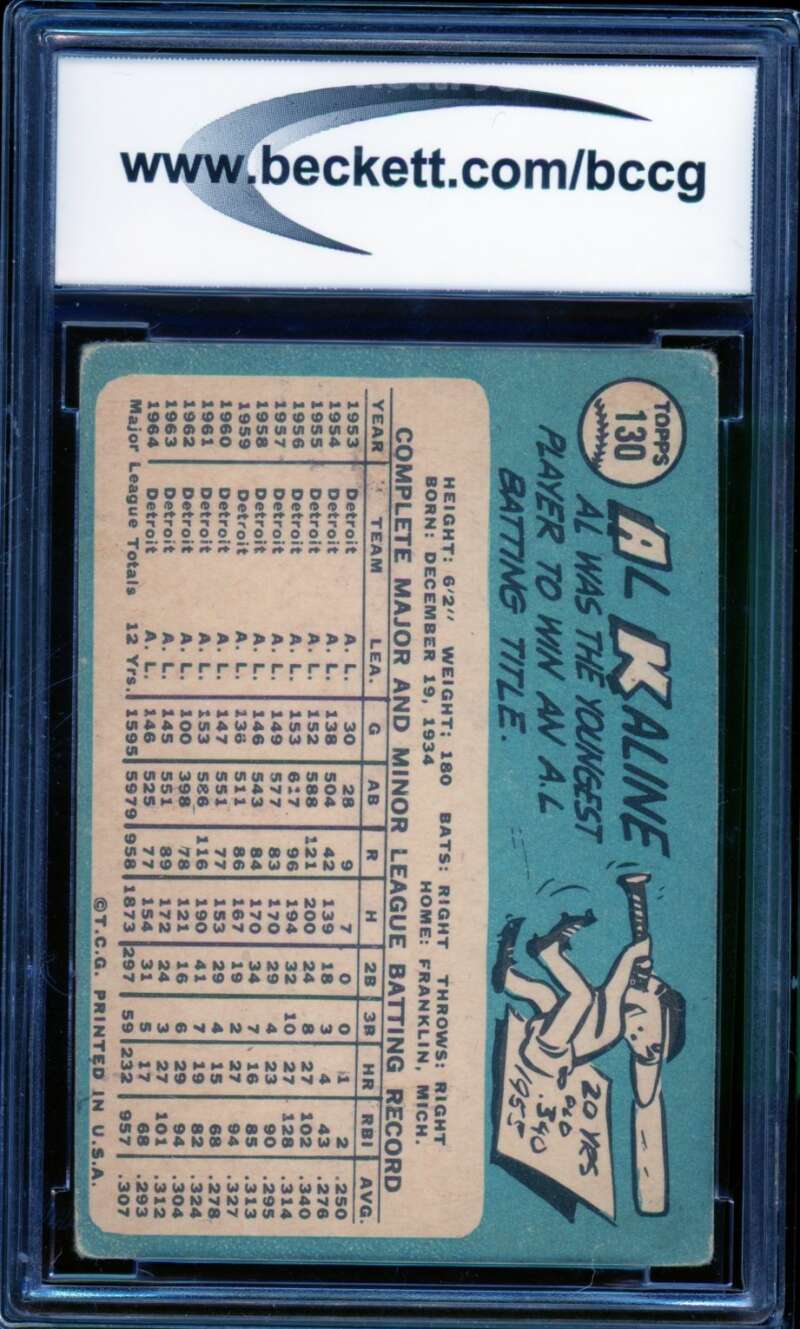 www.beckett.com/bccg
TOPPS
130
AL KALINE
AL WAS THE YOUNGEST
PLAYER TO WIN AN A.L
BATTING TITLE.
20 YRS
OLD
.340
1955
HEIGHT: 6'2" WEIGHT: 180 BATS: RIGHT THROWS: RIGHT
BORN: DECEMBER 19, 1934 HOME: FRANKLIN, MICH.
COMPLETE MAJOR AND MINOR LEAGUE BATTING RECORD
YEAR TEAM LEA. G AB R H 2B 3B HR RBI AVG.
1953 Detroit A. L. 30 28 9 7 0 0 1 2 .250
1954 Detroit A. L. 138 504 42 139 18 3 4 43 .276
1955 Detroit A. L. 152 588 121 200 24 8 27 102 .340
1956 Detroit A. L. 153 617 96 194 32 10 27 128 .314
1957 Detroit A. L. 149 577 83 170 29 4 23 90 .295
1958 Detroit A. L. 146 543 84 170 34 7 16 85 .313
1959 Detroit A. L. 136 511 86 167 19 2 27 94 .327
1960 Detroit A. L. 147 551 77 153 29 4 15 68 .278
1961 Detroit A. L. 153 586 116 190 41 7 19 82 .324
1962 Detroit A. L. 100 398 78 121 16 6 29 94 .304
1963 Detroit A. L. 145 551 89 172 24 3 27 101 .312
1964 Detroit A. L. 146 525 77 154 31 5 17 68 .293
Major League Totals 12 Yrs. 1595 5979 958 1873 297 59 232 957 .307
©T.C.G. PRINTED IN U.S.A.